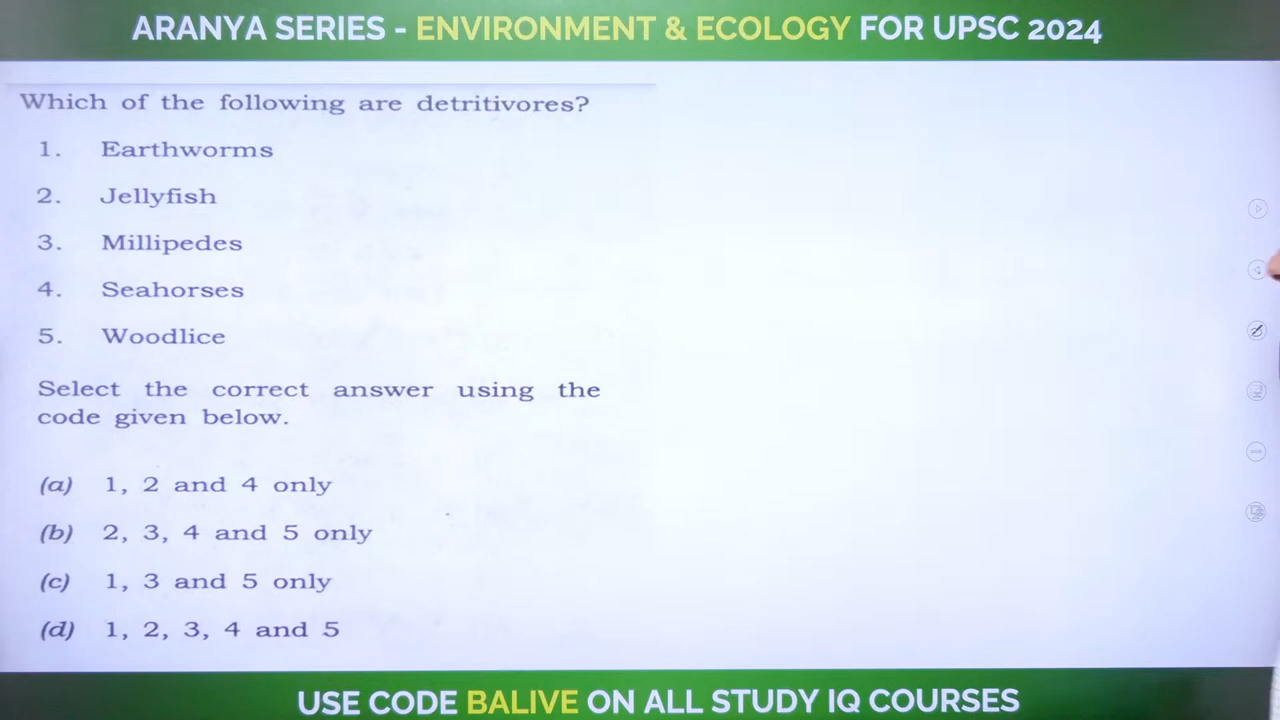 ARANYA SERIES - ENVIRONMENT & ECOLOGY FOR UPSC 2024
Which of the following are detritivores?
1. Earthworms
2. Jellyfish
3. Millipedes
4. Seahorses
5. Woodlice
Select the correct answer using the
code given below.
(a) 1, 2 and 4 only
(b) 2, 3, 4 and 5 only
(c) 1, 3 and 5 only
(d) 1, 2, 3, 4 and 5
USE CODE BALIVE ON ALL STUDY IQ COURSES